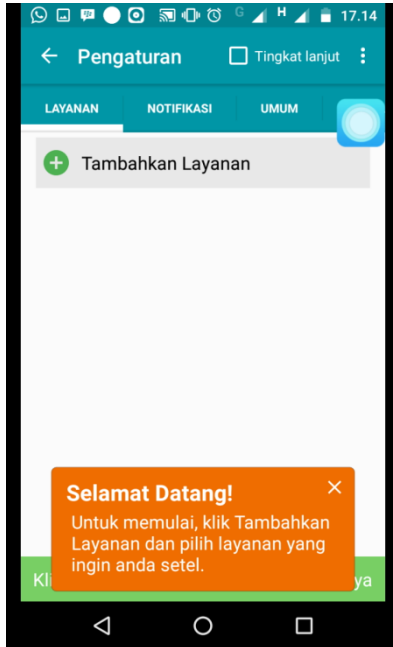 G H 17.14
Pengaturan Tingkat lanjut
LAYANAN NOTIFIKASI UMUM
Tambahkan Layanan
Selamat Datang!
Untuk memulai, klik Tambahkan
Layanan dan pilih layanan yang
ingin anda setel.